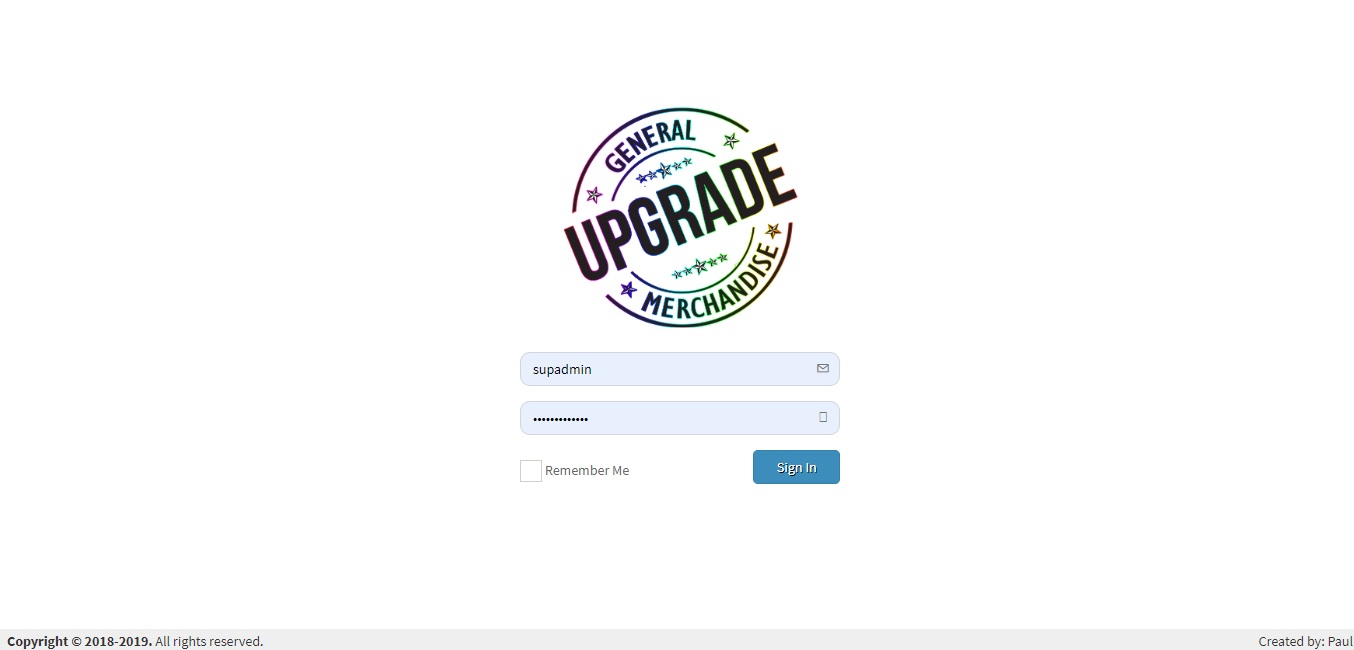 GENERAL
UPGRADE
MERCHANDISE
supadmin
•••••••••••••
Remember Me
Sign In
Copyright © 2018-2019. All rights reserved.
Created by: Paul